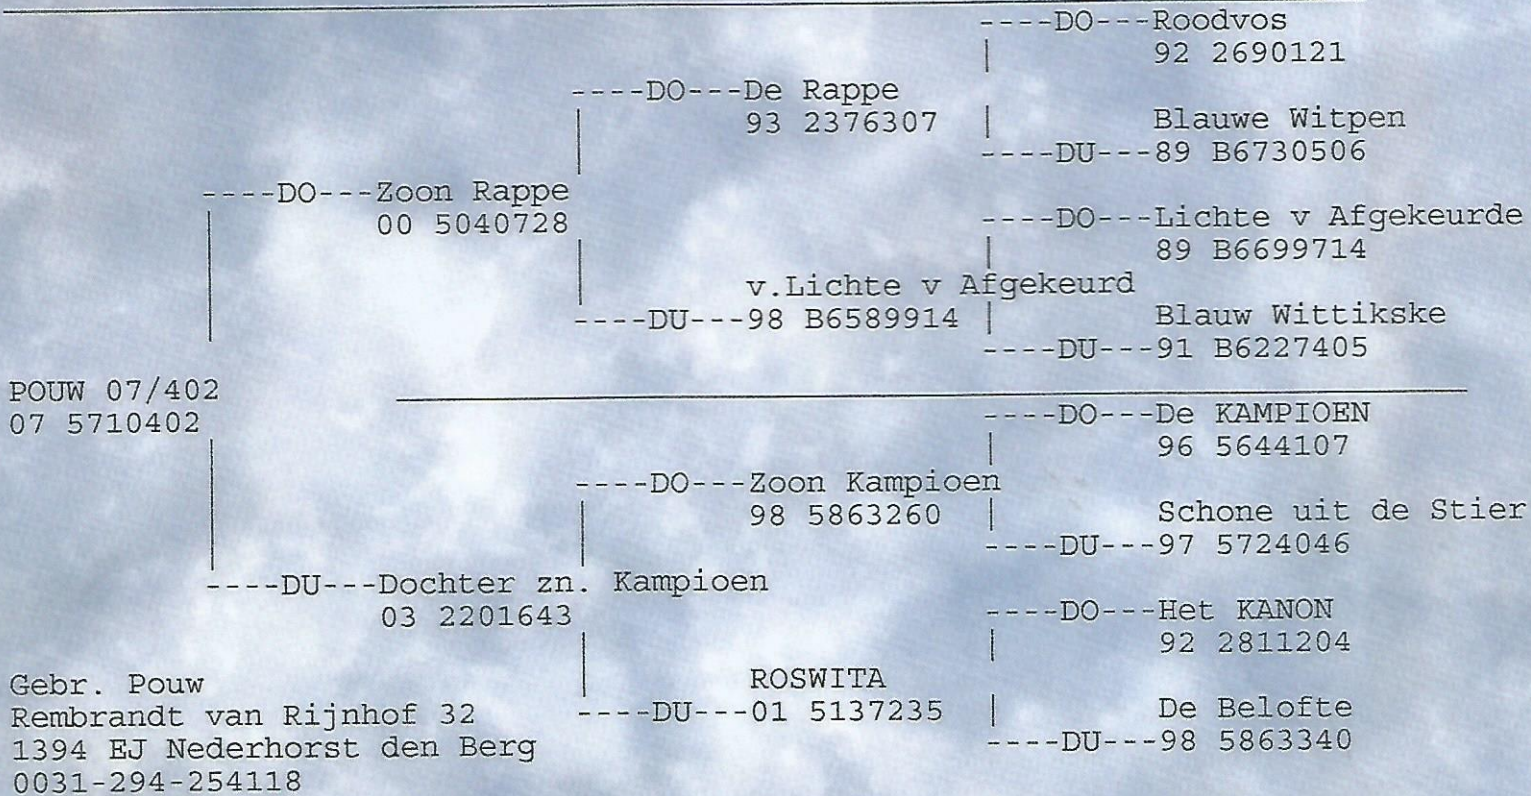 ----DO---Roodvos
92 2690121
----DO---De Rappe
93 2376307
Blauwe Witpen
----DU---89 B6730506
----DO---Zoon Rappe
00 5040728
----DO---Lichte v Afgekeurde
89 B6699714
v.Lichte v Afgekeurd
----DU---98 B6589914
Blauw Wittikske
----DU---91 B6227405
POUW 07/402
07 5710402
----DO---De KAMPIOEN
96 5644107
----DO---Zoon Kampioen
98 5863260
Schone uit de Stier
----DU---97 5724046
----DU---Dochter zn. Kampioen
03 2201643
----DO---Het KANON
92 2811204
ROSWITA
----DU---01 5137235
De Belofte
----DU---98 5863340
Gebr. Pouw
Rembrandt van Rijnhof 32
1394 EJ Nederhorst den Berg
0031-294-254118